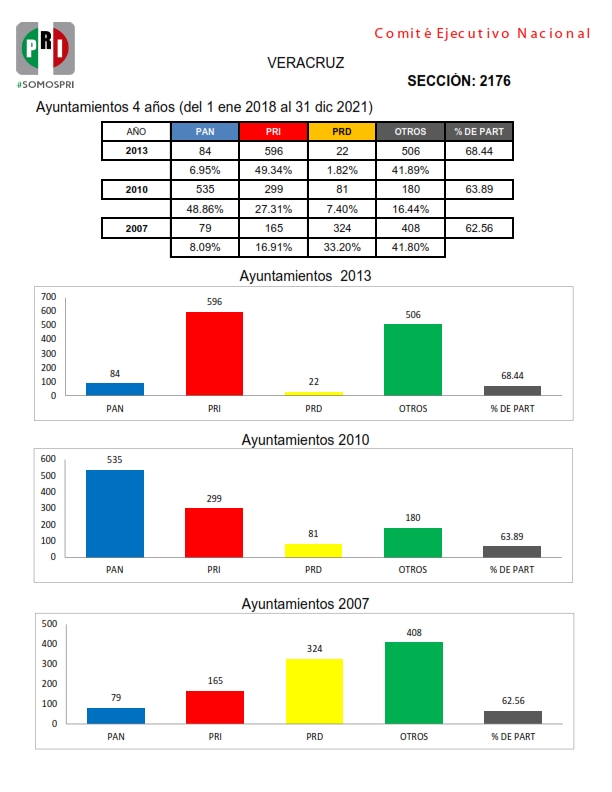 Comité Ejecutivo Nacional
PRI
#SOMOSPRI
VERACRUZ
SECCIÓN: 2176
Ayuntamientos 4 años (del 1 ene 2018 al 31 dic 2021)
AÑO PAN PRI PRD OTROS % DE PART
2013 84 596 22 506 68.44
6.95% 49.34% 1.82% 41.89%
2010 535 299 81 180 63.89
48.86% 27.31% 7.40% 16.44%
2007 79 165 324 408 62.56
8.09% 16.91% 33.20% 41.80%
Ayuntamientos 2013
700
600
500
400
300
200
100
0
84 596 22 506 68.44
PAN PRI PRD OTROS % DE PART
Ayuntamientos 2010
600
500
400
300
200
100
0
535 299 81 180 63.89
PAN PRI PRD OTROS % DE PART
Ayuntamientos 2007
500
400
300
200
100
0
79 165 324 408 62.56
PAN PRI PRD OTROS % DE PART